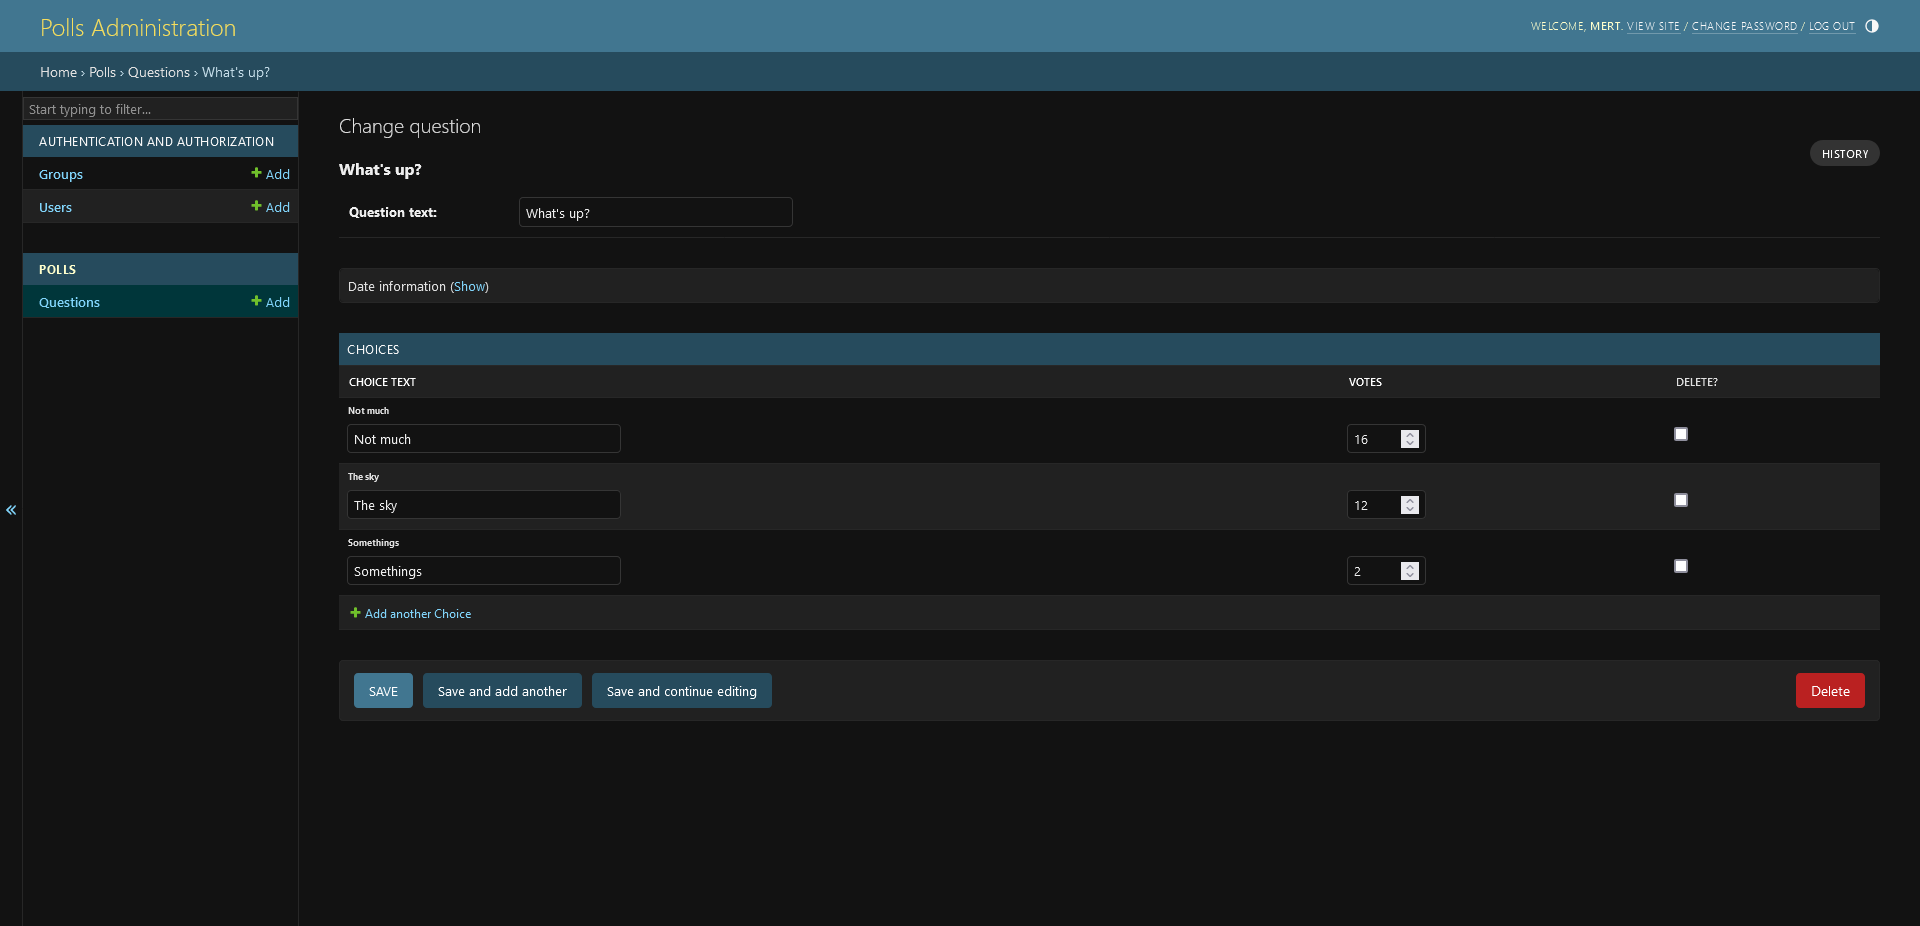 Polls Administration
WELCOME, MERT. VIEW SITE / CHANGE PASSWORD / LOG OUT
Home › Polls › Questions › What's up?
Start typing to filter...
AUTHENTICATION AND AUTHORIZATION
Groups + Add
Users + Add
POLLS
Questions + Add
«
Change question
HISTORY
What's up?
Question text: What's up?
Date information (Show)
CHOICES
CHOICE TEXT VOTES DELETE?
Not much
Not much 16
The sky
The sky 12
Somethings
Somethings 2
+ Add another Choice
SAVE Save and add another Save and continue editing Delete